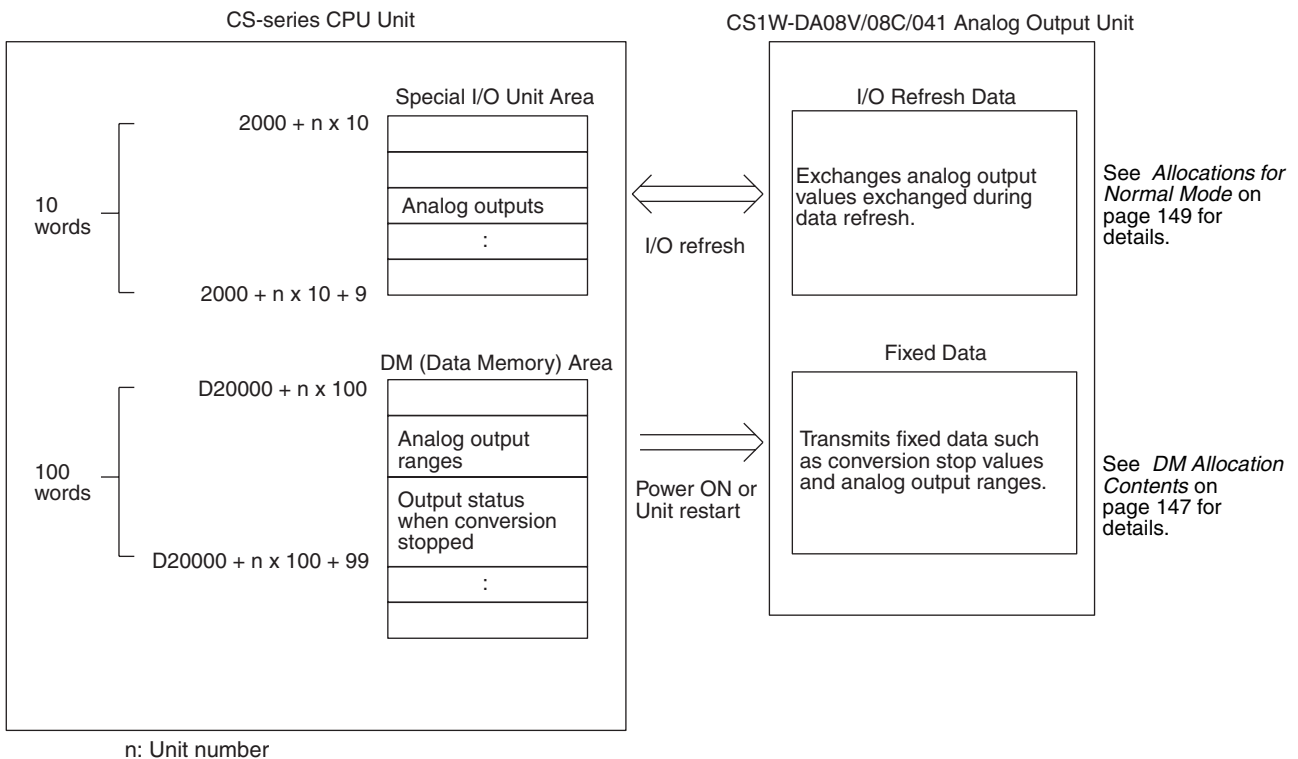 CS-series CPU Unit
CS1W-DA08V/08C/041 Analog Output Unit
Special I/O Unit Area
2000 + n x 10
10
words
Analog outputs
:
2000 + n x 10 + 9
I/O refresh
I/O Refresh Data
Exchanges analog output
values exchanged during
data refresh.
See Allocations for
Normal Mode on
page 149 for
details.
DM (Data Memory) Area
D20000 + n x 100
100
words
Analog output
ranges
Output status
when conversion
stopped
:
D20000 + n x 100 + 99
Power ON or
Unit restart
Fixed Data
Transmits fixed data such
as conversion stop values
and analog output ranges.
See DM Allocation
Contents on
page 147 for
details.
n: Unit number